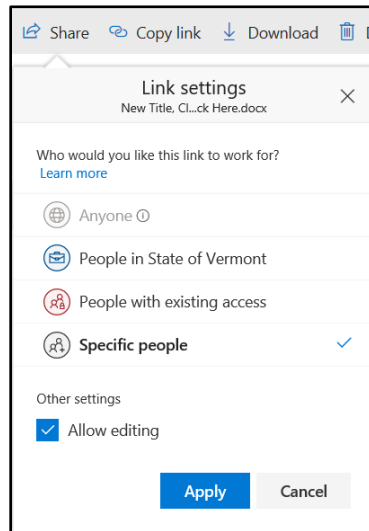 Share Copy link Download
Link settings
New Title, Cl...ck Here.docx
Who would you like this link to work for?
Learn more
Anyone
People in State of Vermont
People with existing access
Specific people
Other settings
Allow editing
Apply Cancel